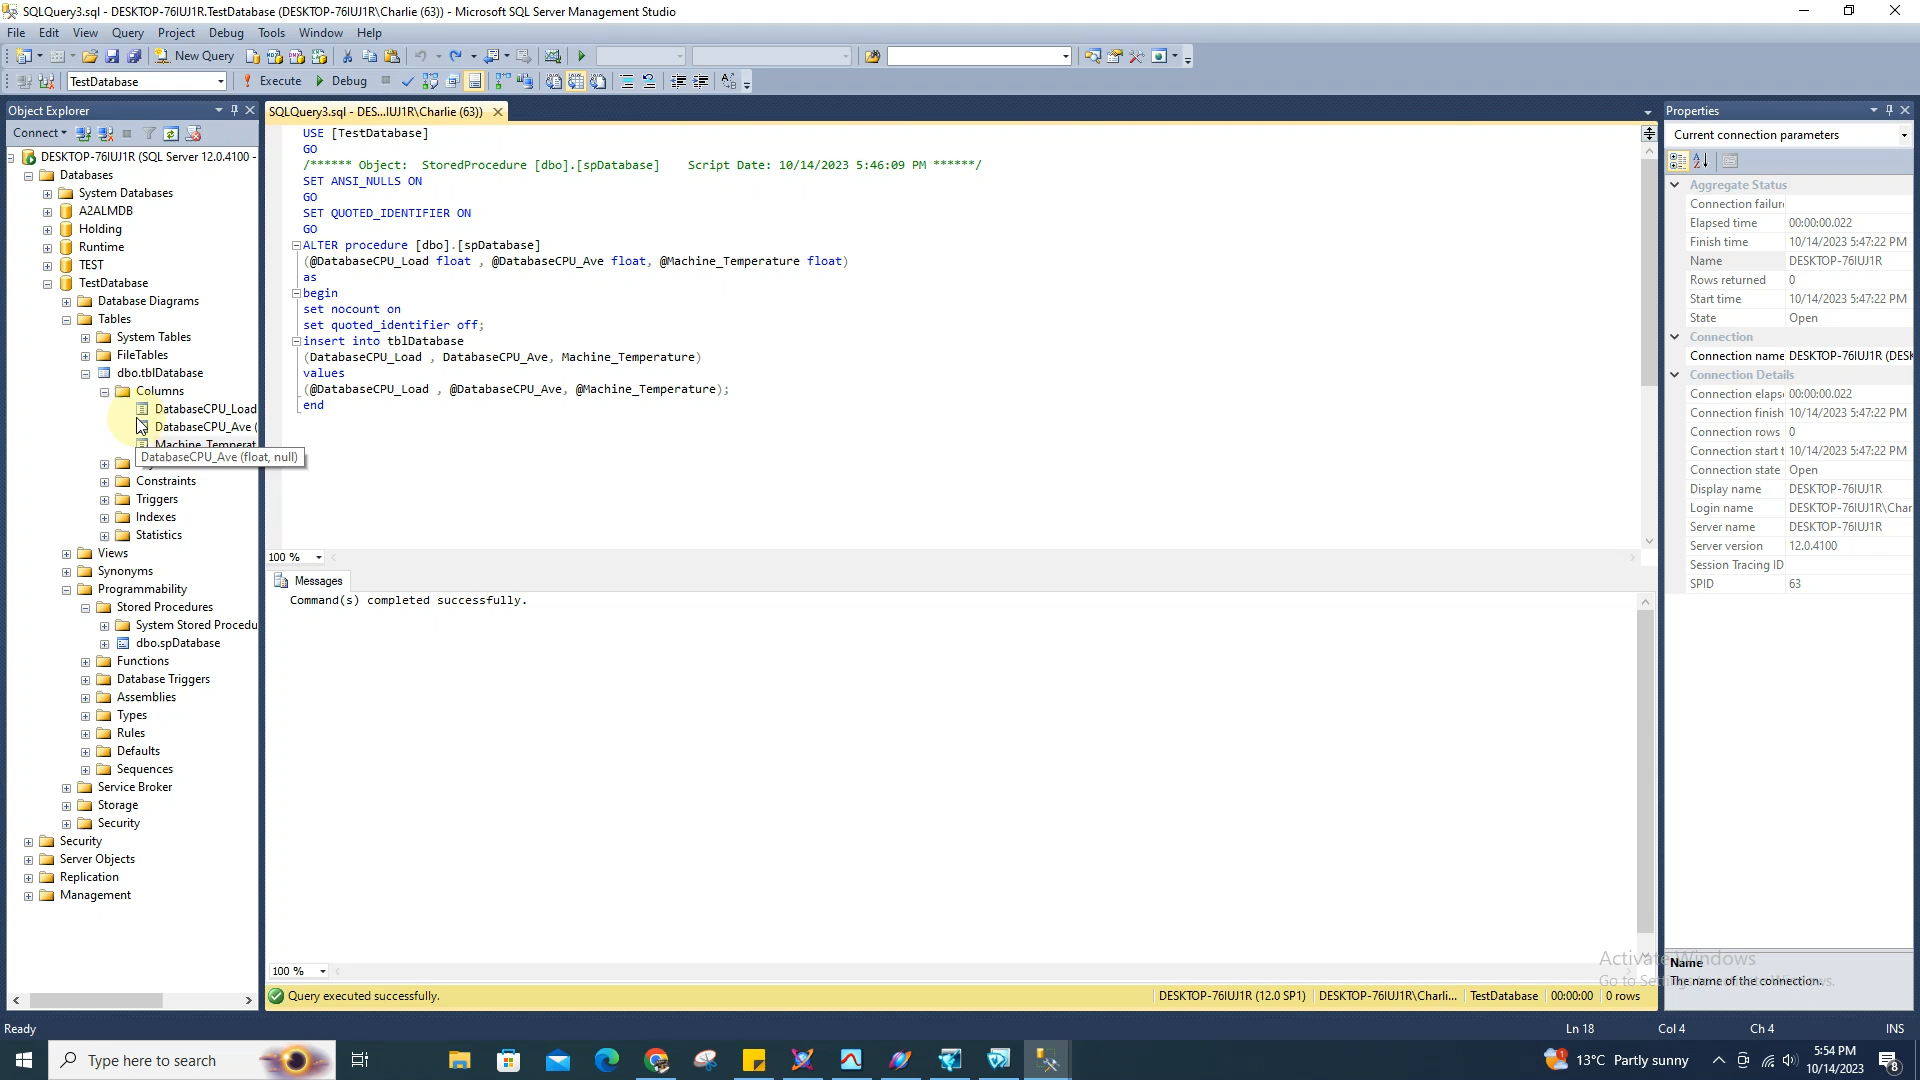 SQLQuery3.sql - DESKTOP-76IUJ1R.TestDatabase (DESKTOP-76IUJ1R\Charlie (63)) - Microsoft SQL Server Management Studio
File Edit View Query Project Debug Tools Window Help
New Query
TestDatabase Execute Debug
Object Explorer
Connect
DESKTOP-76IUJ1R (SQL Server 12.0.4100 -
Databases
System Databases
A2ALMDB
Holding
Runtime
TEST
TestDatabase
Database Diagrams
Tables
System Tables
FileTables
dbo.tblDatabase
Columns
DatabaseCPU_Load
DatabaseCPU_Ave (
Machine_Temperat
DatabaseCPU_Ave (float, null)
Constraints
Triggers
Indexes
Statistics
Views
Synonyms
Programmability
Stored Procedures
System Stored Procedu
dbo.spDatabase
Functions
Database Triggers
Assemblies
Types
Rules
Defaults
Sequences
Service Broker
Storage
Security
Security
Server Objects
Replication
Management
SQLQuery3.sql - DES...IUJ1R\Charlie (63))
USE [TestDatabase]
GO
/****** Object: StoredProcedure [dbo].[spDatabase] Script Date: 10/14/2023 5:46:09 PM ******/
SET ANSI_NULLS ON
GO
SET QUOTED_IDENTIFIER ON
GO
ALTER procedure [dbo].[spDatabase]
(@DatabaseCPU_Load float , @DatabaseCPU_Ave float, @Machine_Temperature float)
as
begin
set nocount on
set quoted_identifier off;
insert into tblDatabase
(DatabaseCPU_Load , DatabaseCPU_Ave, Machine_Temperature)
values
(@DatabaseCPU_Load , @DatabaseCPU_Ave, @Machine_Temperature);
end
100 %
Messages
Command(s) completed successfully.
100 %
Query executed successfully. DESKTOP-76IUJ1R (12.0 SP1) DESKTOP-76IUJ1R\Charli... TestDatabase 00:00:00 0 rows
Properties
Current connection parameters
Aggregate Status
Connection failur
Elapsed time 00:00:00.022
Finish time 10/14/2023 5:47:22 PM
Name DESKTOP-76IUJ1R
Rows returned 0
Start time 10/14/2023 5:47:22 PM
State Open
Connection
Connection name DESKTOP-76IUJ1R (DESK
Connection Details
Connection elaps 00:00:00.022
Connection finish 10/14/2023 5:47:22 PM
Connection rows 0
Connection start t 10/14/2023 5:47:22 PM
Connection state Open
Display name DESKTOP-76IUJ1R
Login name DESKTOP-76IUJ1R\Char
Server name DESKTOP-76IUJ1R
Server version 12.0.4100
Session Tracing ID
SPID 63
Activate Windows
Name
The name of the connection.
Ready Ln 18 Col 4 Ch 4 INS
Type here to search 13°C Partly sunny 5:54 PM
10/14/2023 8